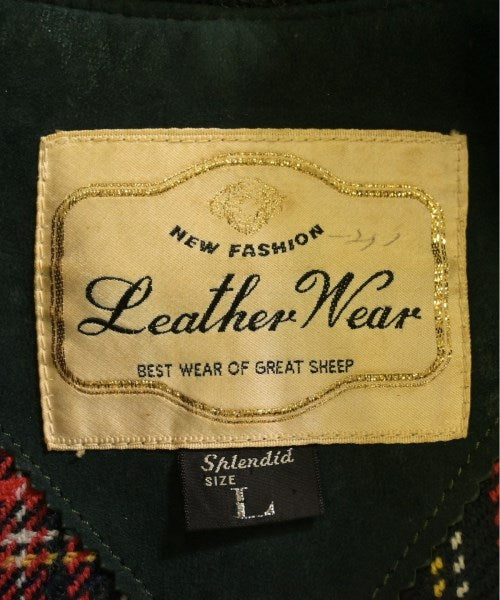 NEW FASHION
Leather Wear
BEST WEAR OF GREAT SHEEP
Splendid
SIZE
L